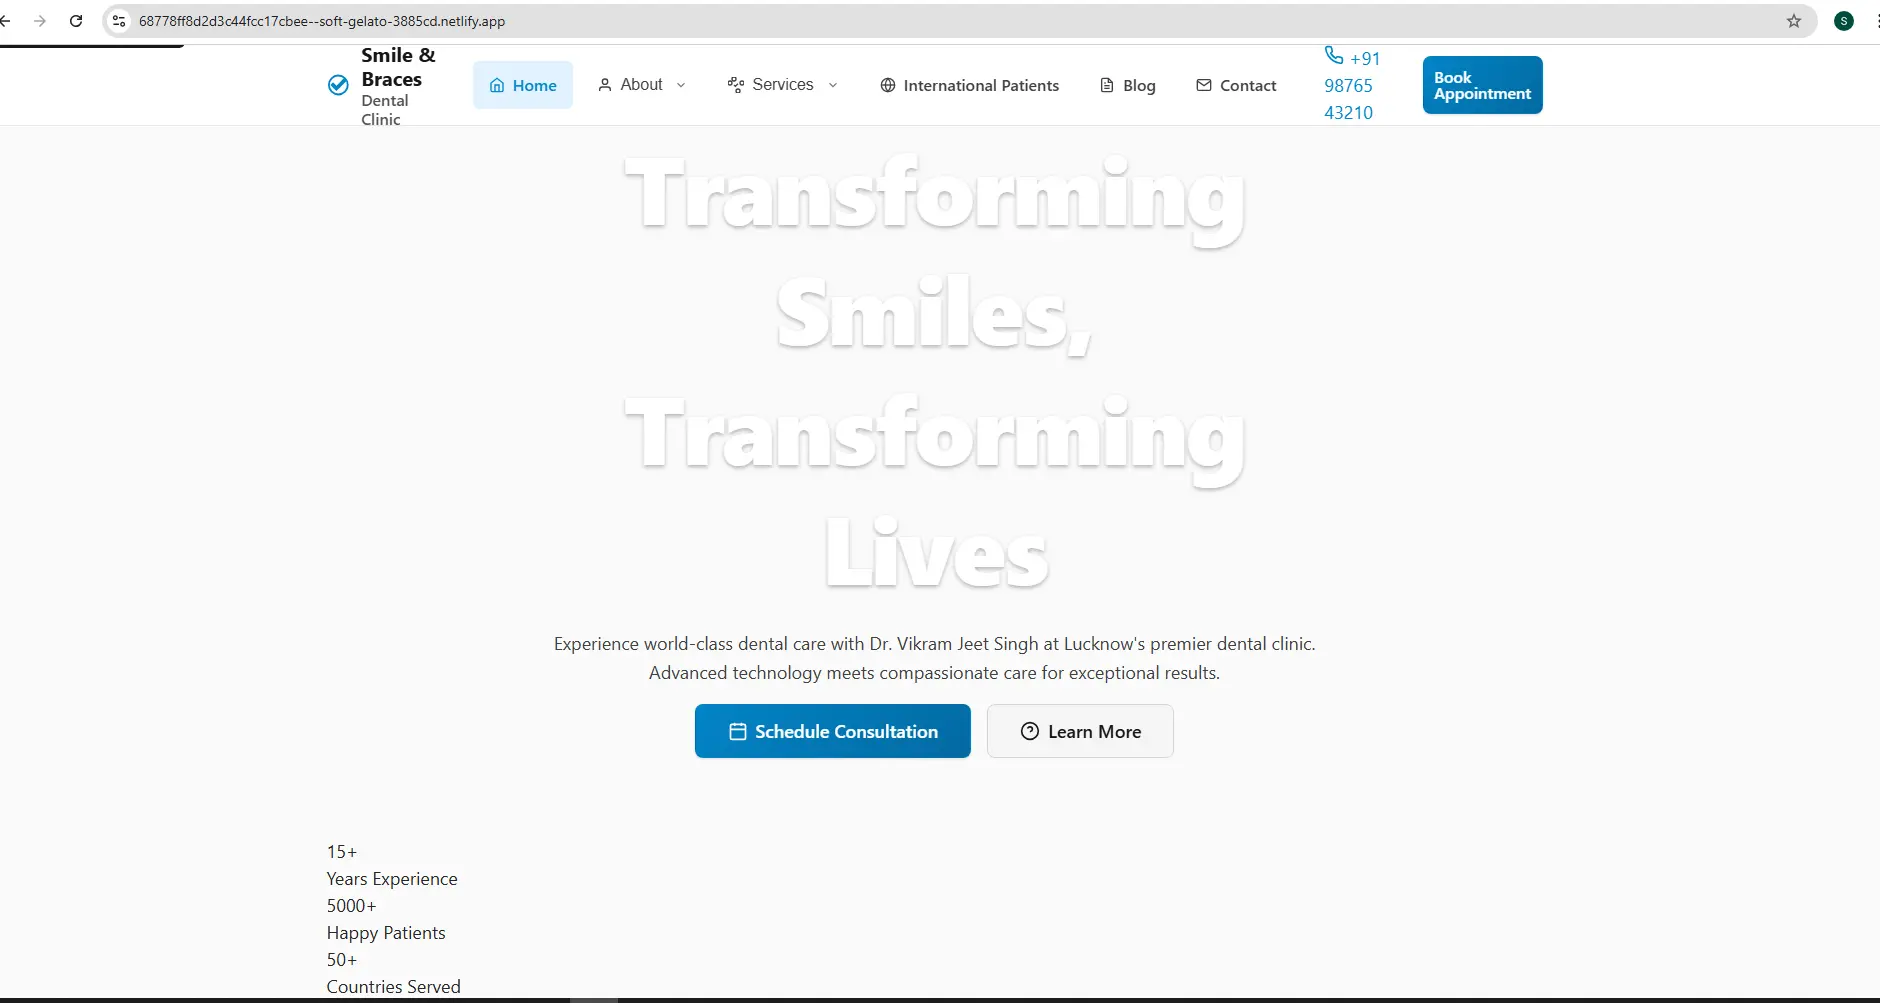 68778ff8d2d3c44fcc17cbee--soft-gelato-3885cd.netlify.app
S
Smile &
Braces
Dental
Clinic
Home
About
Services
International Patients
Blog
Contact
+91
98765
43210
Book
Appointment
Transforming
Smiles,
Transforming
Lives
Experience world-class dental care with Dr. Vikram Jeet Singh at Lucknow's premier dental clinic.
Advanced technology meets compassionate care for exceptional results.
Schedule Consultation
Learn More
15+
Years Experience
5000+
Happy Patients
50+
Countries Served